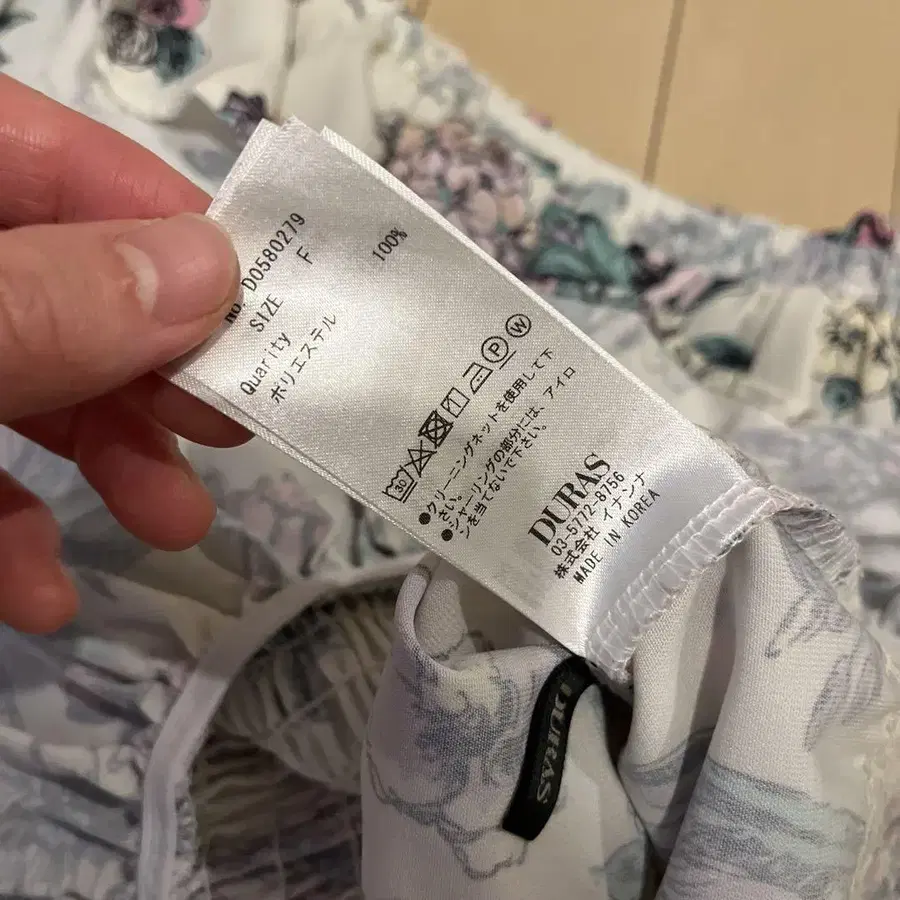 No. D0580279
SIZE F
Quarity
ポリエステル 100%
30 P W
●クリーニングネットを使用して下
さい。
●シャーリングの部分には、アイロ
ンを当てないで下さい。
DURAS
03-5772-8756
株式会社 イデンナ
MADE IN KOREA
DURAS